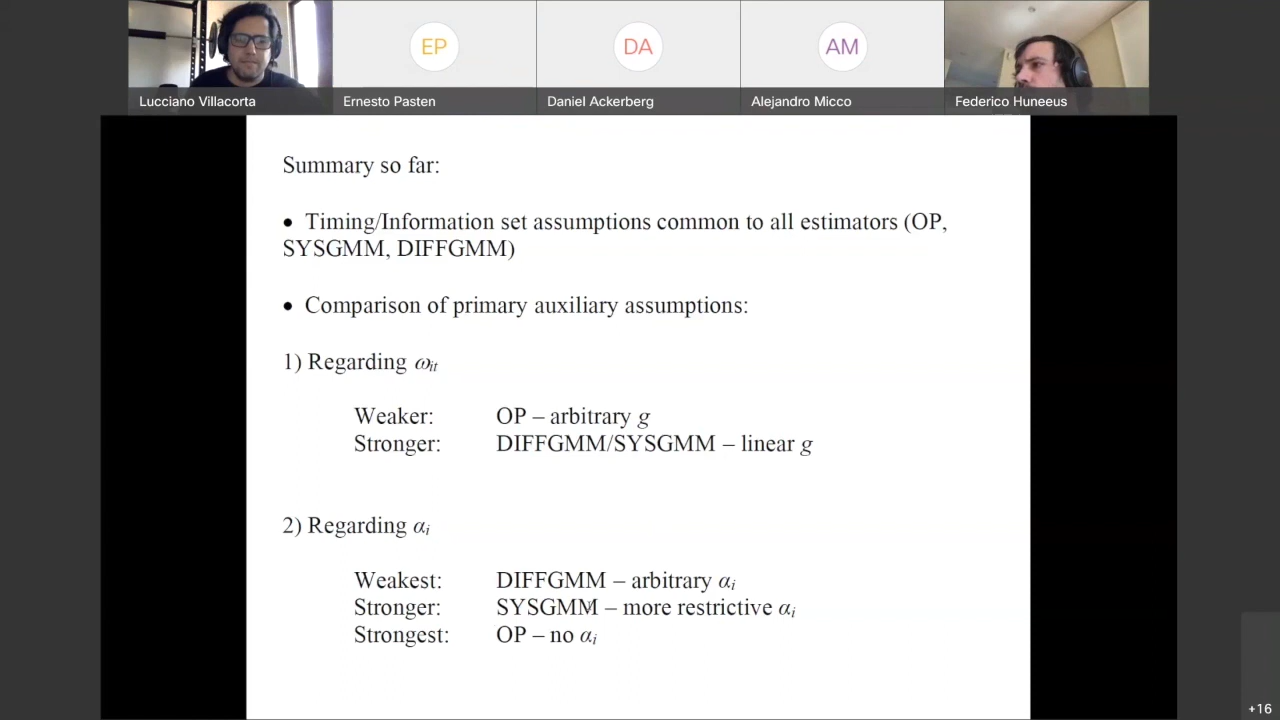 EP
DA
AM
Lucciano Villacorta
Ernesto Pasten
Daniel Ackerberg
Alejandro Micco
Federico Huneeus
Summary so far:
• Timing/Information set assumptions common to all estimators (OP,
SYSGMM, DIFFGMM)
• Comparison of primary auxiliary assumptions:
1) Regarding ωit
Weaker: OP – arbitrary g
Stronger: DIFFGMM/SYSGMM – linear g
2) Regarding αi
Weakest: DIFFGMM – arbitrary αi
Stronger: SYSGMM – more restrictive αi
Strongest: OP – no αi
+16